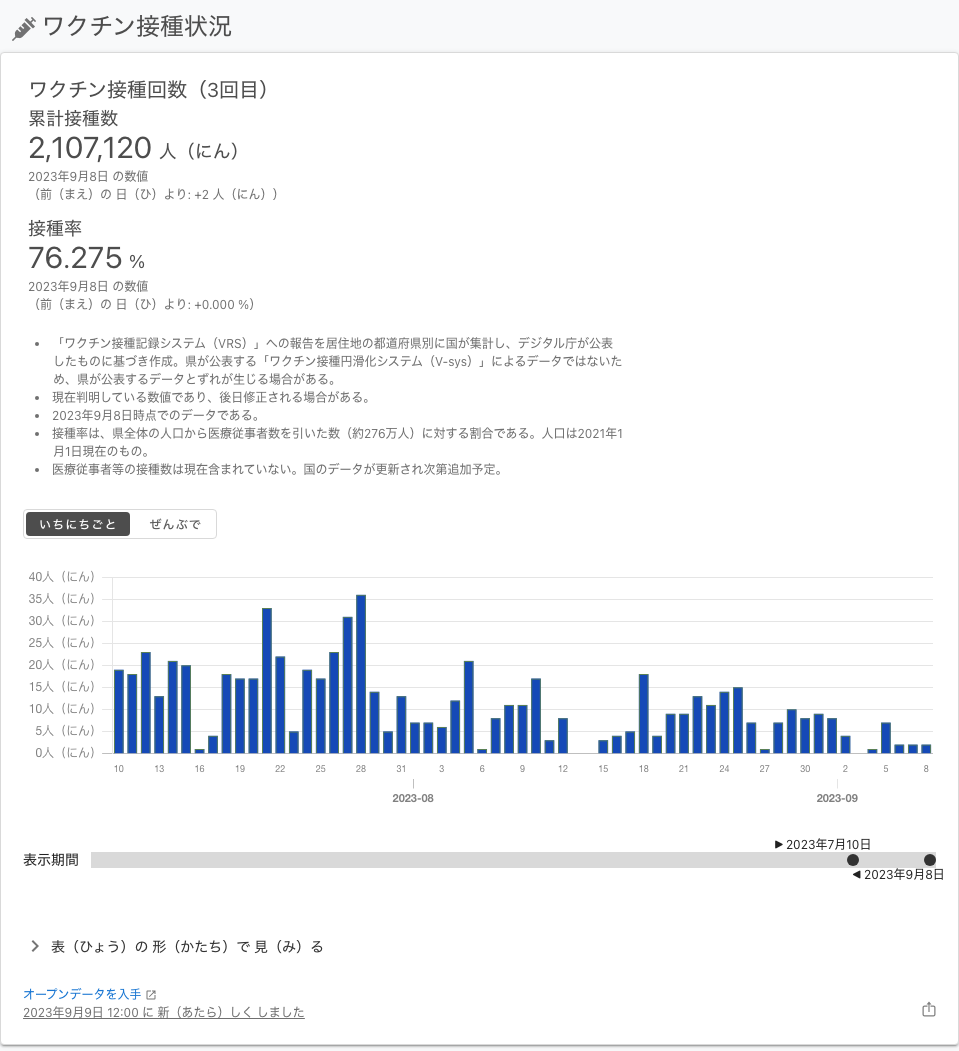 ワクチン接種状況
ワクチン接種回数（3回目）
累計接種数
2,107,120 人（にん）
2023年9月8日 の数値
（前（まえ）の 日（ひ）より: +2 人（にん））
接種率
76.275 %
2023年9月8日 の数値
（前（まえ）の 日（ひ）より: +0.000 %）
• 「ワクチン接種記録システム（VRS）」への報告を居住地の都道府県別に国が集計し、デジタル庁が公表
したものに基づき作成。県が公表する「ワクチン接種円滑化システム（V-sys）」によるデータではないた
め、県が公表するデータとずれが生じる場合がある。
• 現在判明している数値であり、後日修正される場合がある。
• 2023年9月8日時点でのデータである。
• 接種率は、県全体の人口から医療従事者数を引いた数（約276万人）に対する割合である。人口は2021年1
月1日現在のもの。
• 医療従事者等の接種数は現在含まれていない。国のデータが更新され次第追加予定。
いちにちごと ぜんぶで
40人（にん）
35人（にん）
30人（にん）
25人（にん）
20人（にん）
15人（にん）
10人（にん）
5人（にん）
0人（にん）
10 13 16 19 22 25 28 31 3 6 9 12 15 18 21 24 27 30 2 5 8
2023-08 2023-09
▶ 2023年7月10日
表示期間
◀ 2023年9月8日
表（ひょう）の 形（かたち）で 見（み）る
オープンデータを入手
2023年9月9日 12:00 に 新（あたら）しく しました